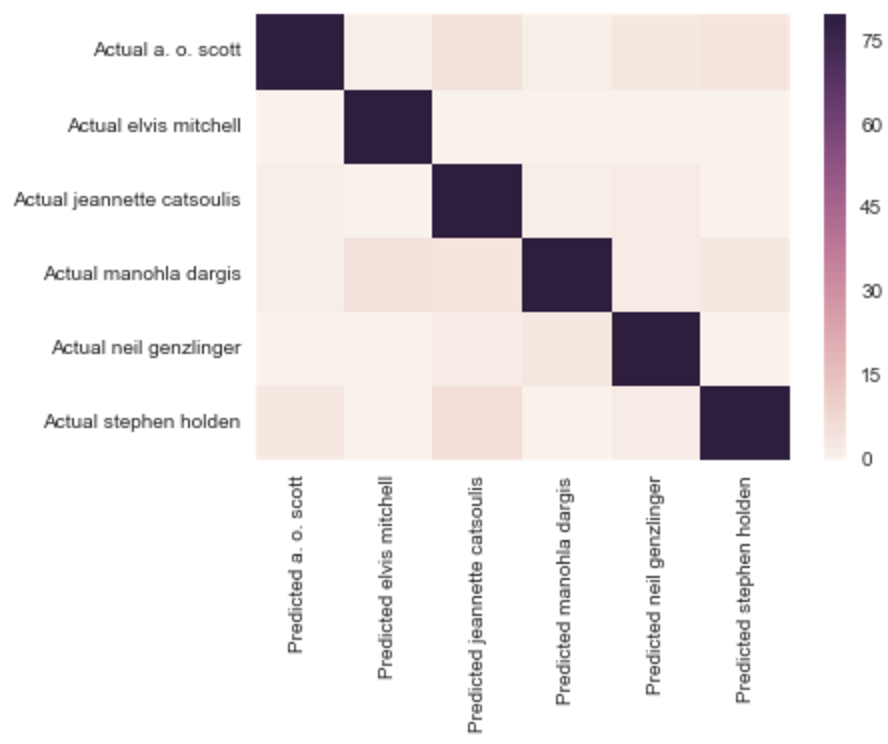 Actual a. o. scott
Actual elvis mitchell
Actual jeannette catsoulis
Actual manohla dargis
Actual neil genzlinger
Actual stephen holden
Predicted a. o. scott
Predicted elvis mitchell
Predicted jeannette catsoulis
Predicted manohla dargis
Predicted neil genzlinger
Predicted stephen holden
75
60
45
30
15
0